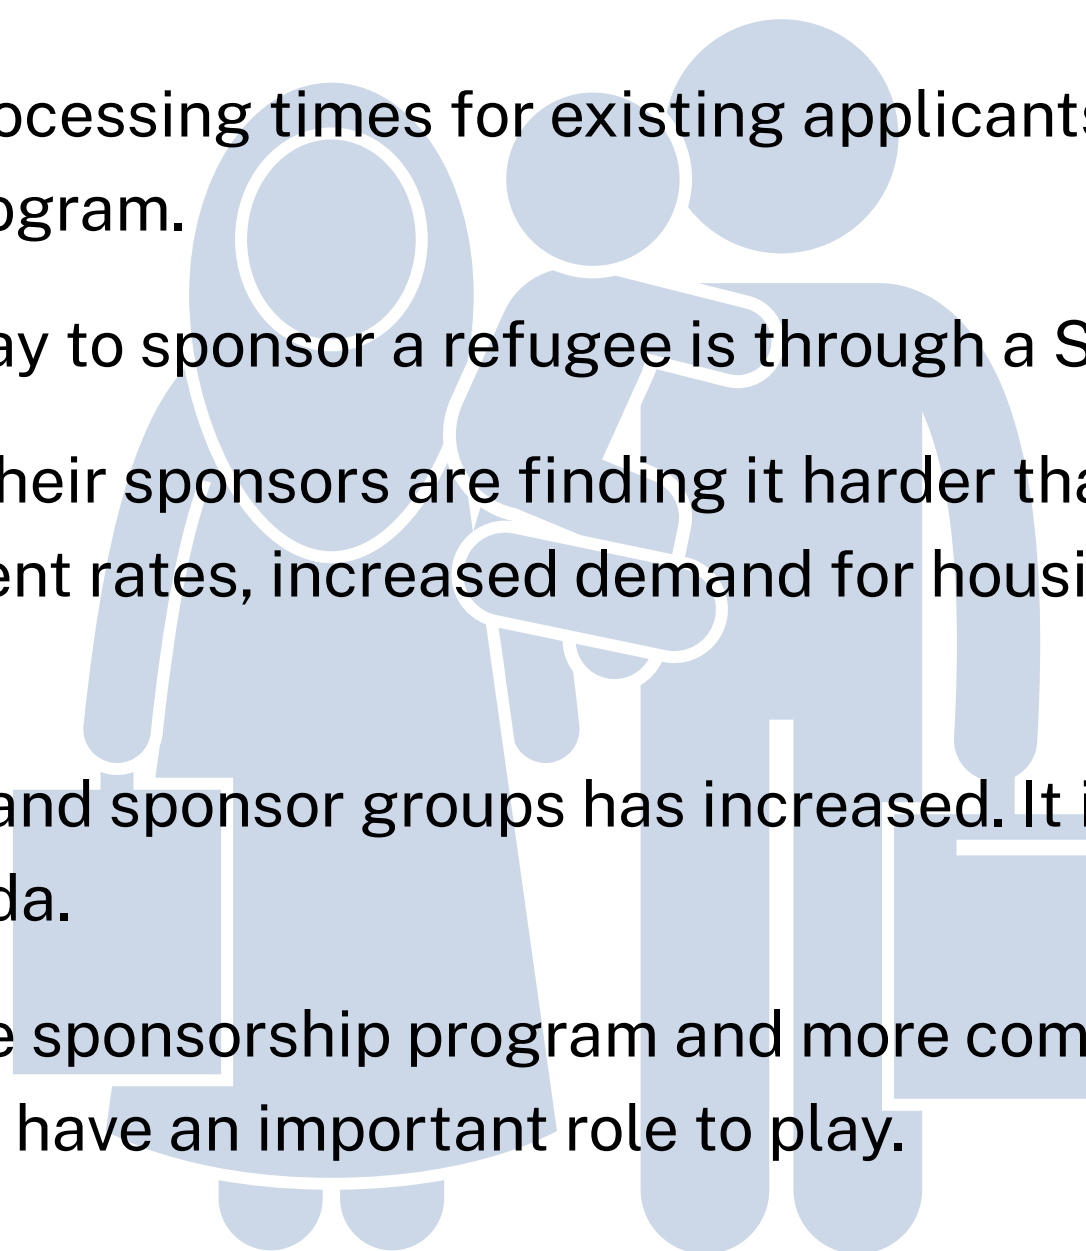 ocessing times for existing applicants
ogram.
ay to sponsor a refugee is through a S
heir sponsors are finding it harder tha
ent rates, increased demand for housi
and sponsor groups has increased. It i
da.
e sponsorship program and more com
have an important role to play.